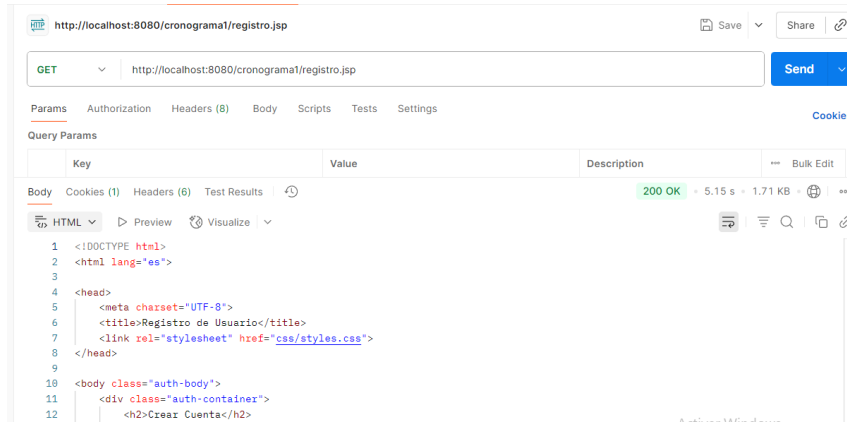 HTTP http://localhost:8080/cronograma1/registro.jsp Save Share
GET http://localhost:8080/cronograma1/registro.jsp Send
Params Authorization Headers (8) Body Scripts Tests Settings Cookie
Query Params
Key Value Description ••• Bulk Edit
Body Cookies (1) Headers (6) Test Results 200 OK • 5.15 s • 1.71 KB •
HTML Preview Visualize
1 <!DOCTYPE html>
2 <html lang="es">
3
4 <head>
5 <meta charset="UTF-8">
6 <title>Registro de Usuario</title>
7 <link rel="stylesheet" href="css/styles.css">
8 </head>
9
10 <body class="auth-body">
11 <div class="auth-container">
12 <h2>Crear Cuenta</h2>